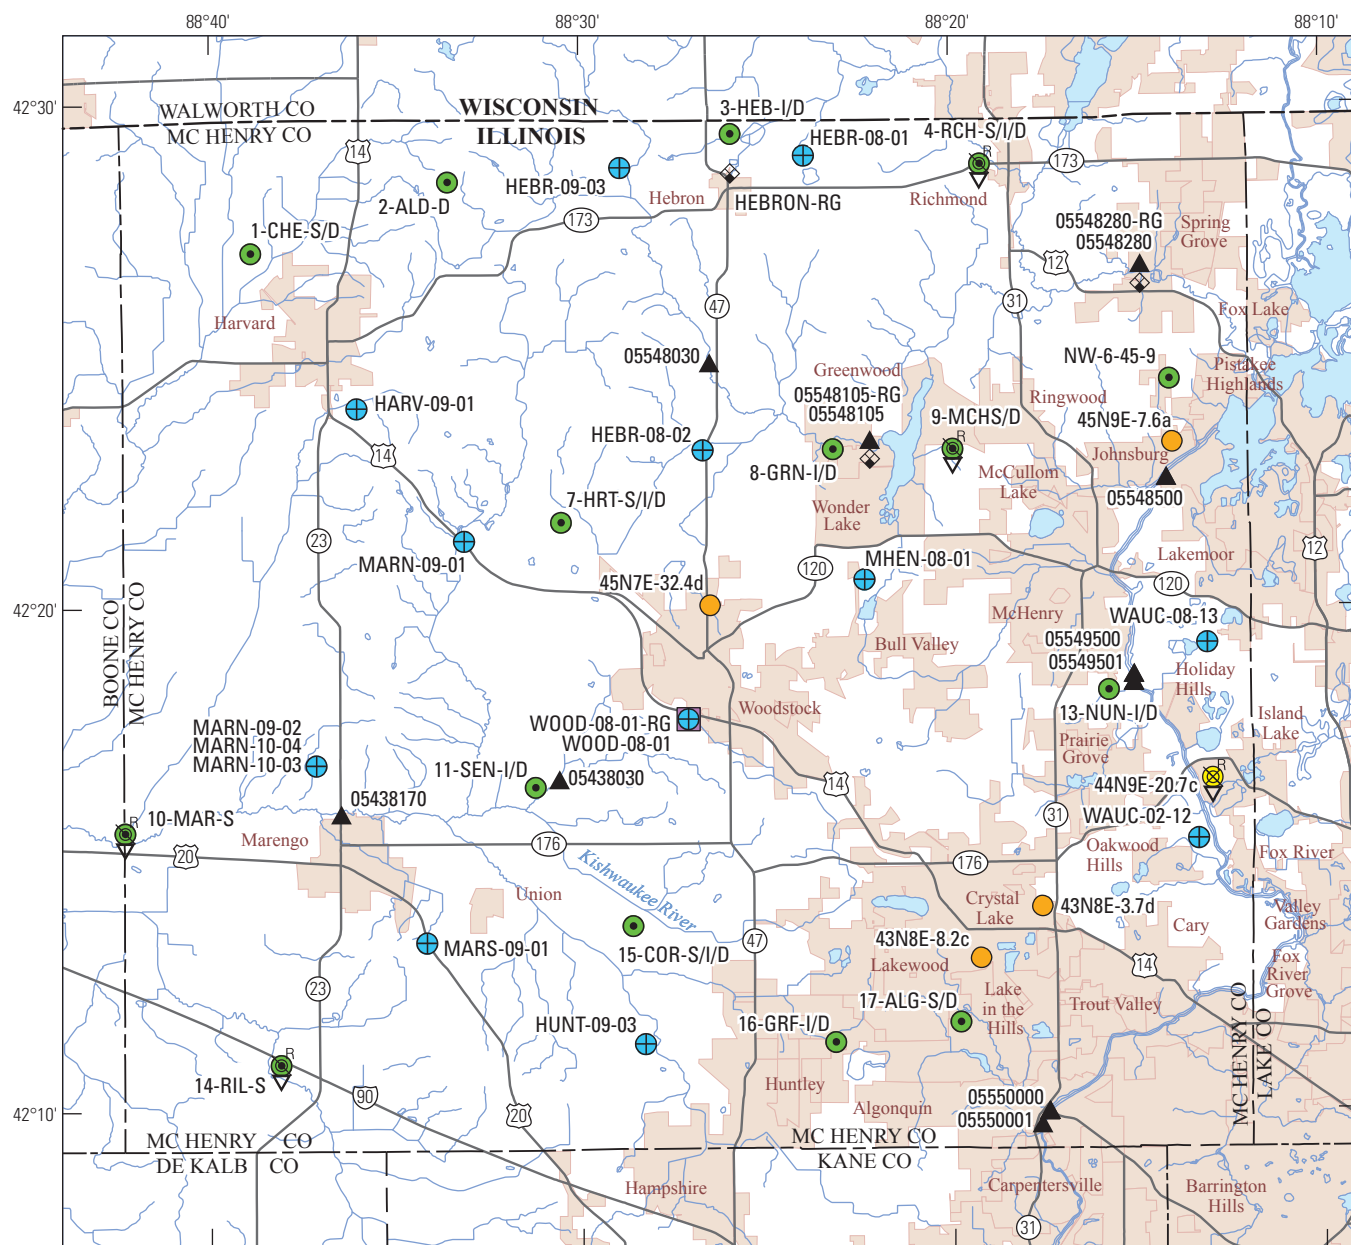 88°40'
88°30'
88°20'
88°10'
42°30'
WALWORTH CO
MC HENRY CO
WISCONSIN
ILLINOIS
14
3-HEB-I/D
HEBR-08-01
4-RCH-S/I/D
R
173
HEBR-09-03
Hebron
HEBRON-RG
Richmond
2-ALD-D
173
1-CHE-S/D
05548280-RG
05548280
Spring
Grove
12
31
47
Harvard
Fox Lake
05548030
NW-6-45-9
Pistakee
Highlands
Greenwood
05548105-RG
05548105
9-MCHS/D
R
Ringwood
45N9E-7.6a
HARV-09-01
HEBR-08-02
14
8-GRN-I/D
McCullom
Lake
Johnsburg
05548500
7-HRT-S/I/D
Wonder
Lake
23
MARN-09-01
12
Lakemoor
120
MHEN-08-01
45N7E-32.4d
120
42°20'
McHenry
WAUC-08-13
BOONE CO
MC HENRY CO
Bull Valley
05549500
05549501
Holiday
Hills
13-NUN-I/D
Woodstock
WOOD-08-01-RG
WOOD-08-01
MARN-09-02
MARN-10-04
MARN-10-03
Island
Lake
Prairie
Grove
11-SEN-I/D
05438030
14
R
44N9E-20.7c
05438170
10-MAR-S
R
31
WAUC-02-12
Marengo
176
20
176
Oakwood
Hills
Fox River
Valley
Gardens
Kishwaukee River
Union
Crystal
Lake
43N8E-3.7d
Cary
15-COR-S/I/D
47
43N8E-8.2c
Lakewood
MARS-09-01
14
Fox
River
Grove
23
17-ALG-S/D
Lake
in the
Hills
Trout Valley
HUNT-09-03
16-GRF-I/D
R
14-RIL-S
90
20
Huntley
MC HENRY CO
LAKE CO
42°10'
Algonquin
05550000
05550001
MC HENRY CO
DE KALB CO
MC HENRY CO
KANE CO
Hampshire
Carpentersville
Barrington
Hills
31